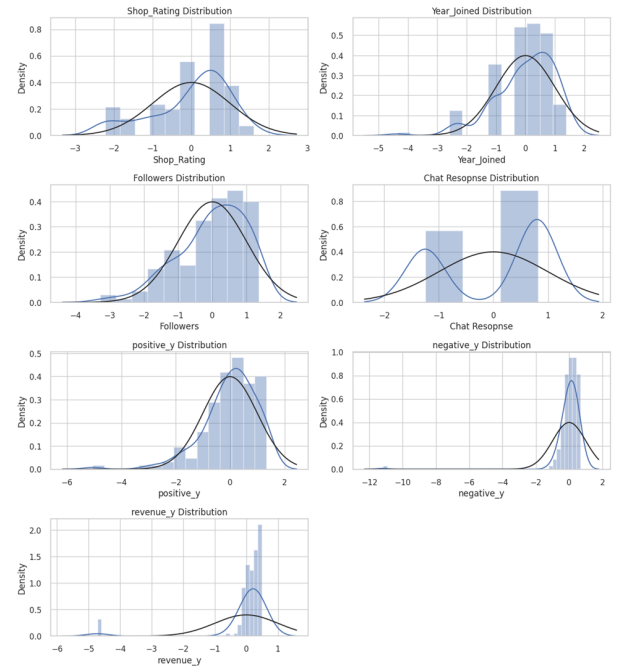 Shop_Rating Distribution
Density
0.8
0.6
0.4
0.2
0.0
−3 −2 −1 0 1 2 3
Shop_Rating
Year_Joined Distribution
Density
0.5
0.4
0.3
0.2
0.1
0.0
−5 −4 −3 −2 −1 0 1 2
Year_Joined
Followers Distribution
Density
0.4
0.3
0.2
0.1
0.0
−4 −3 −2 −1 0 1 2
Followers
Chat Resopnse Distribution
Density
0.8
0.6
0.4
0.2
0.0
−2 −1 0 1 2
Chat Resopnse
positive_y Distribution
Density
0.5
0.4
0.3
0.2
0.1
0.0
−6 −4 −2 0 2
positive_y
negative_y Distribution
Density
1.0
0.8
0.6
0.4
0.2
0.0
−12 −10 −8 −6 −4 −2 0 2
negative_y
revenue_y Distribution
Density
2.0
1.5
1.0
0.5
0.0
−6 −5 −4 −3 −2 −1 0 1
revenue_y